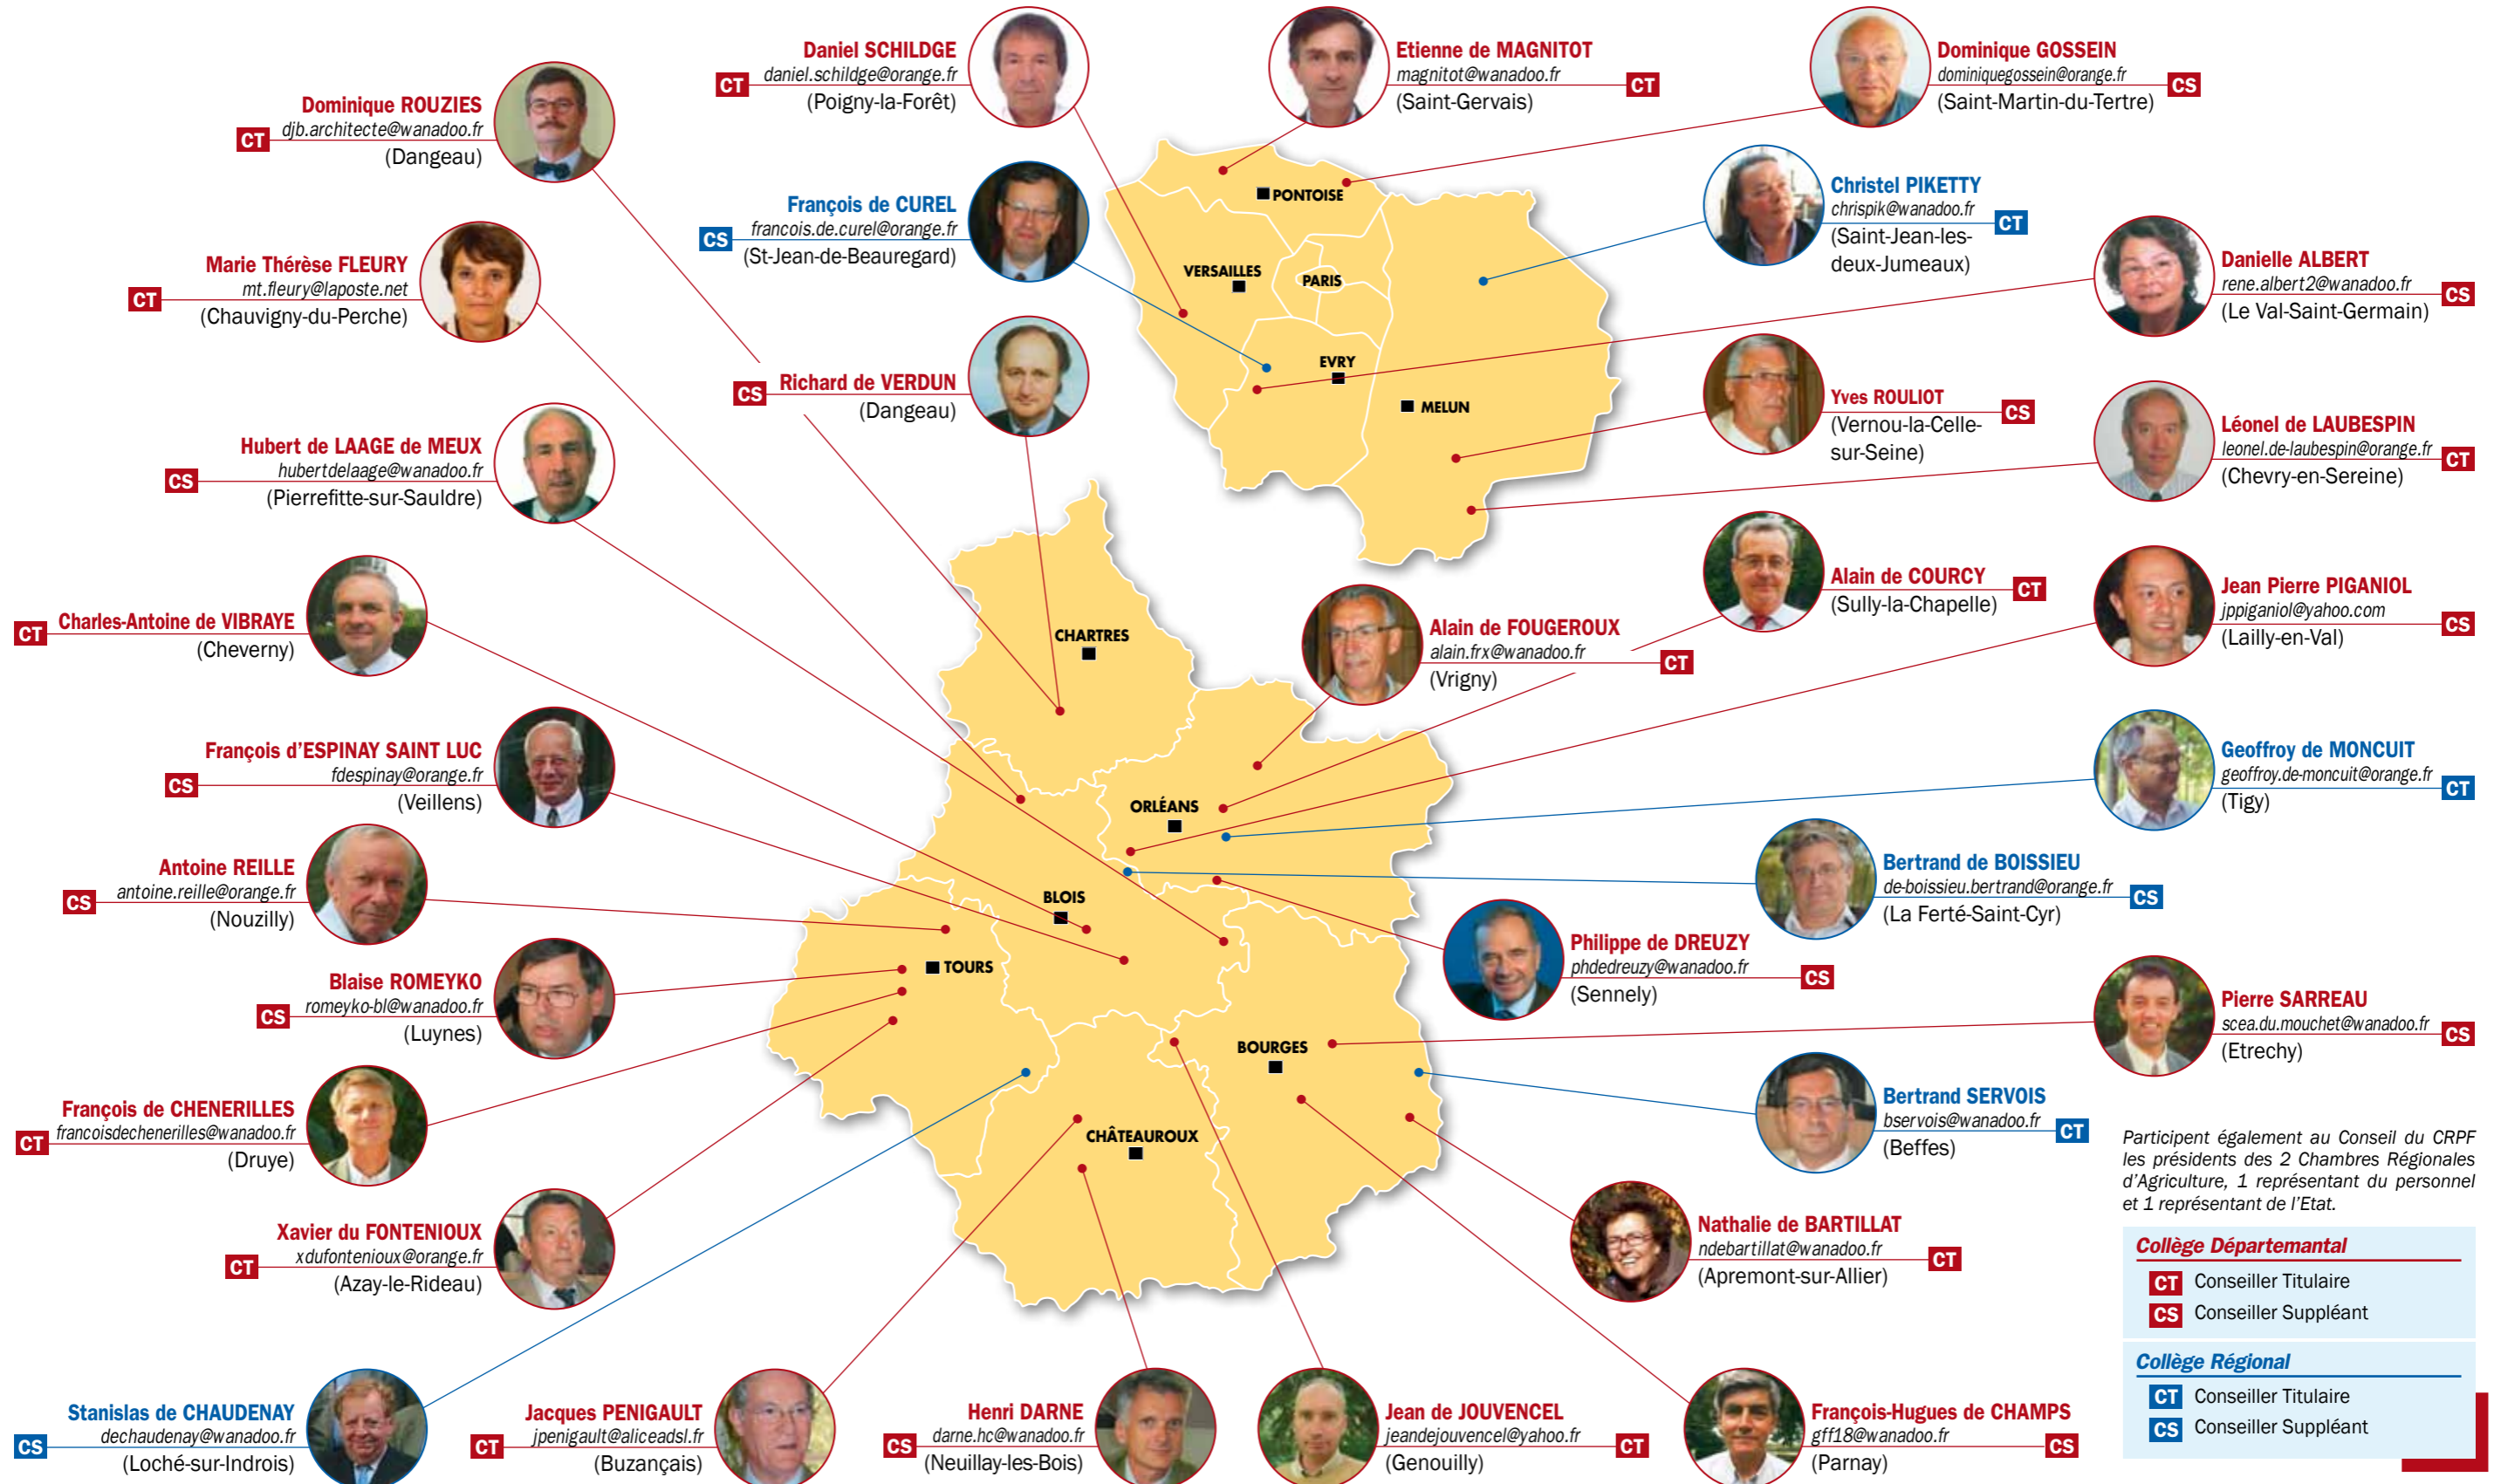 Daniel SCHILDGE
daniel.schildge@orange.fr
CT
(Poigny-la-Forêt)
Etienne de MAGNITOT
magnitot@wanadoo.fr
CT
(Saint-Gervais)
Dominique GOSSEIN
dominiquegossein@orange.fr
CS
(Saint-Martin-du-Tertre)
Dominique ROUZIES
djb.architecte@wanadoo.fr
CT
(Dangeau)
François de CUREL
francois.de.curel@orange.fr
CS
(St-Jean-de-Beauregard)
Christel PIKETTY
chrispik@wanadoo.fr
CT
(Saint-Jean-les-
deux-Jumeaux)
Marie Thérèse FLEURY
mt.fleury@laposte.net
CT
(Chauvigny-du-Perche)
Danielle ALBERT
rene.albert2@wanadoo.fr
CS
(Le Val-Saint-Germain)
PONTOISE
VERSAILLES
PARIS
EVRY
MELUN
Richard de VERDUN
CS
(Dangeau)
Yves ROULIOT
CS
(Vernou-la-Celle-
sur-Seine)
Hubert de LAAGE de MEUX
hubertdelaage@wanadoo.fr
CS
(Pierrefitte-sur-Sauldre)
Léonel de LAUBESPIN
leonel.de-laubespin@orange.fr
CT
(Chevry-en-Sereine)
Charles-Antoine de VIBRAYE
CT
(Cheverny)
Alain de COURCY
CT
(Sully-la-Chapelle)
Jean Pierre PIGANIOL
jppiganiol@yahoo.com
CS
(Lailly-en-Val)
Alain de FOUGEROUX
alain.frx@wanadoo.fr
CT
(Vrigny)
CHARTRES
François d'ESPINAY SAINT LUC
fdespinay@orange.fr
CS
(Veillens)
Geoffroy de MONCUIT
geoffroy.de-moncuit@orange.fr
CT
(Tigy)
ORLÉANS
Antoine REILLE
antoine.reille@orange.fr
CS
(Nouzilly)
Bertrand de BOISSIEU
de-boissieu.bertrand@orange.fr
CS
(La Ferté-Saint-Cyr)
BLOIS
TOURS
Blaise ROMEYKO
romeyko-bl@wanadoo.fr
CS
(Luynes)
Philippe de DREUZY
phdedreuzy@wanadoo.fr
CS
(Sennely)
Pierre SARREAU
scea.du.mouchet@wanadoo.fr
CS
(Etrechy)
BOURGES
François de CHENERILLES
francoisdechenerilles@wanadoo.fr
CT
(Druye)
Bertrand SERVOIS
bservois@wanadoo.fr
CT
(Beffes)
CHÂTEAUROUX
Xavier du FONTENIOUX
xdufontenioux@orange.fr
CT
(Azay-le-Rideau)
Nathalie de BARTILLAT
ndebartillat@wanadoo.fr
CT
(Apremont-sur-Allier)
Stanislas de CHAUDENAY
dechaudenay@wanadoo.fr
CS
(Loché-sur-Indrois)
Jacques PENIGAULT
jpenigault@aliceadsl.fr
CT
(Buzançais)
Henri DARNE
darne.hc@wanadoo.fr
CS
(Neuillay-les-Bois)
Jean de JOUVENCEL
jeandejouvencel@yahoo.fr
CT
(Genouilly)
François-Hugues de CHAMPS
gff18@wanadoo.fr
CS
(Parnay)
Participent également au Conseil du CRPF
les présidents des 2 Chambres Régionales
d'Agriculture, 1 représentant du personnel
et 1 représentant de l'Etat.
Collège Départemantal
CT Conseiller Titulaire
CS Conseiller Suppléant
Collège Régional
CT Conseiller Titulaire
CS Conseiller Suppléant